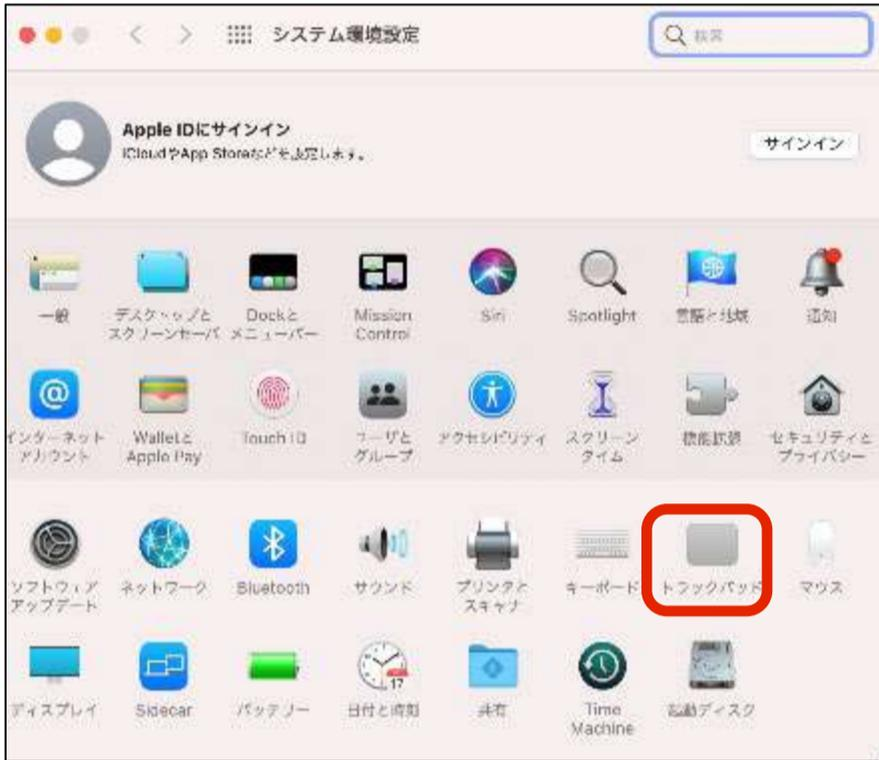 システム環境設定
検索
Apple IDにサインイン
iCloudやApp Storeなどを設定します。
サインイン
一般
デスクトップと
スクリーンセーバ
Dockと
メニューバー
Mission
Control
Siri
Spotlight
言語と地域
通知
インターネット
アカウント
Walletと
Apple Pay
Touch ID
ユーザと
グループ
アクセシビリティ
スクリーン
タイム
機能拡張
セキュリティと
プライバシー
ソフトウェア
アップデート
ネットワーク
Bluetooth
サウンド
プリンタと
スキャナ
キーボード
トラックパッド
マウス
ディスプレイ
Sidecar
バッテリー
17
日付と時刻
共有
Time
Machine
起動ディスク